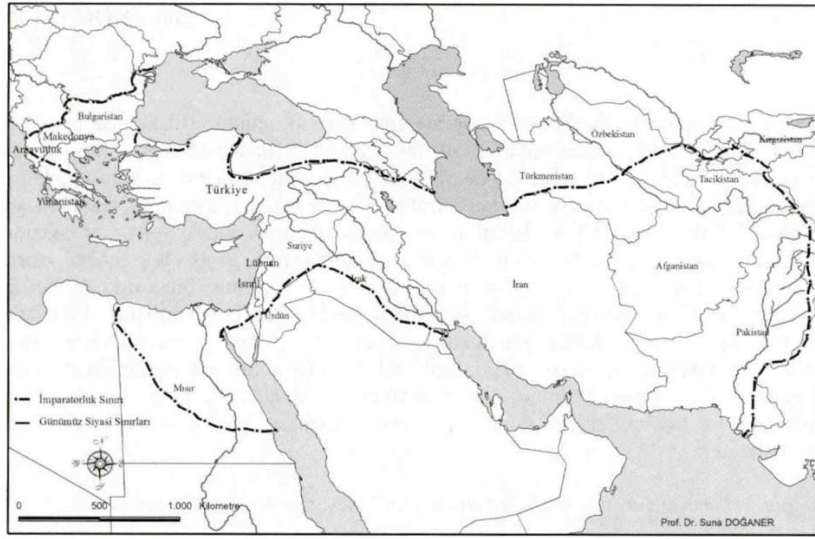 Bulgaristan
Makedonya
Arnavutluk
Yunanistan
Türkiye
Özbekistan
Kırgızistan
Türkmenistan
Tacikistan
Suriye
Lübnan
İsrail
Irak
Ürdün
İran
Afganistan
Pakistan
Mısır
İmparatorluk Sınırı
Günümüz Siyasi Sınırları
0 500 1.000 Kilometre
Prof. Dr. Suna DOĞANER